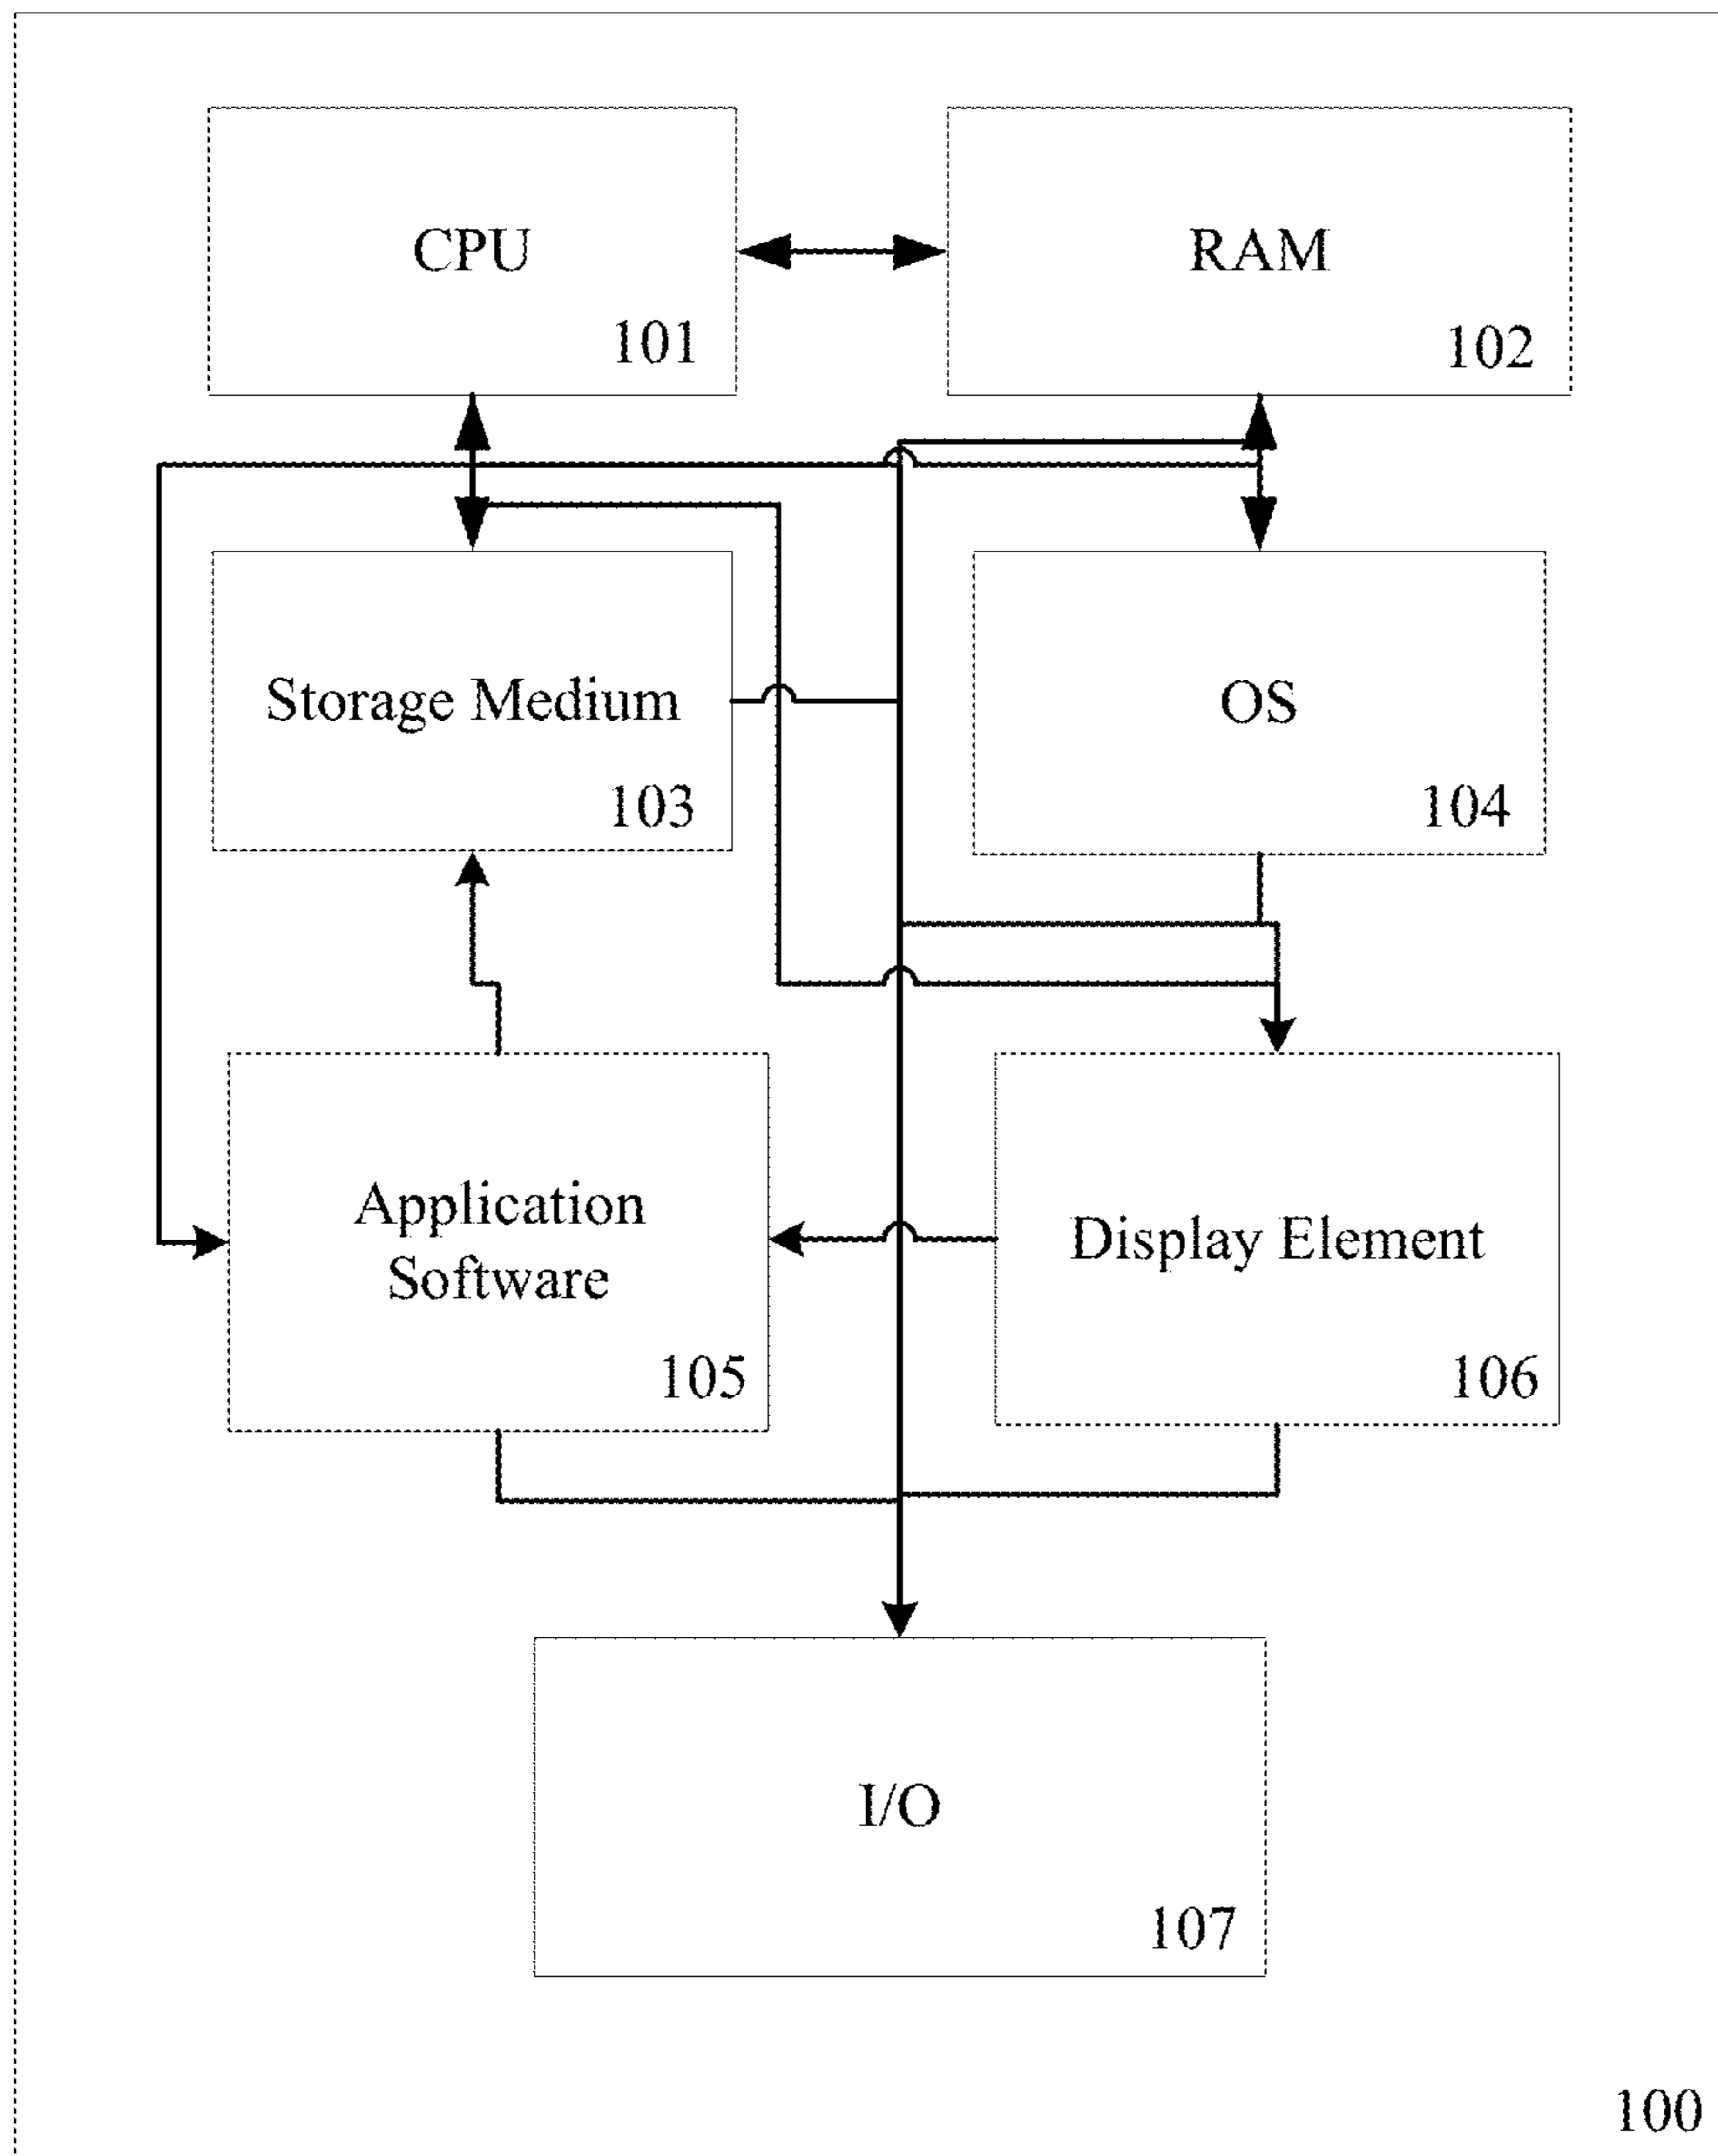 CPU
101
RAM
102
Storage Medium
103
OS
104
Application
Software
105
Display Element
106
I/O
107
100